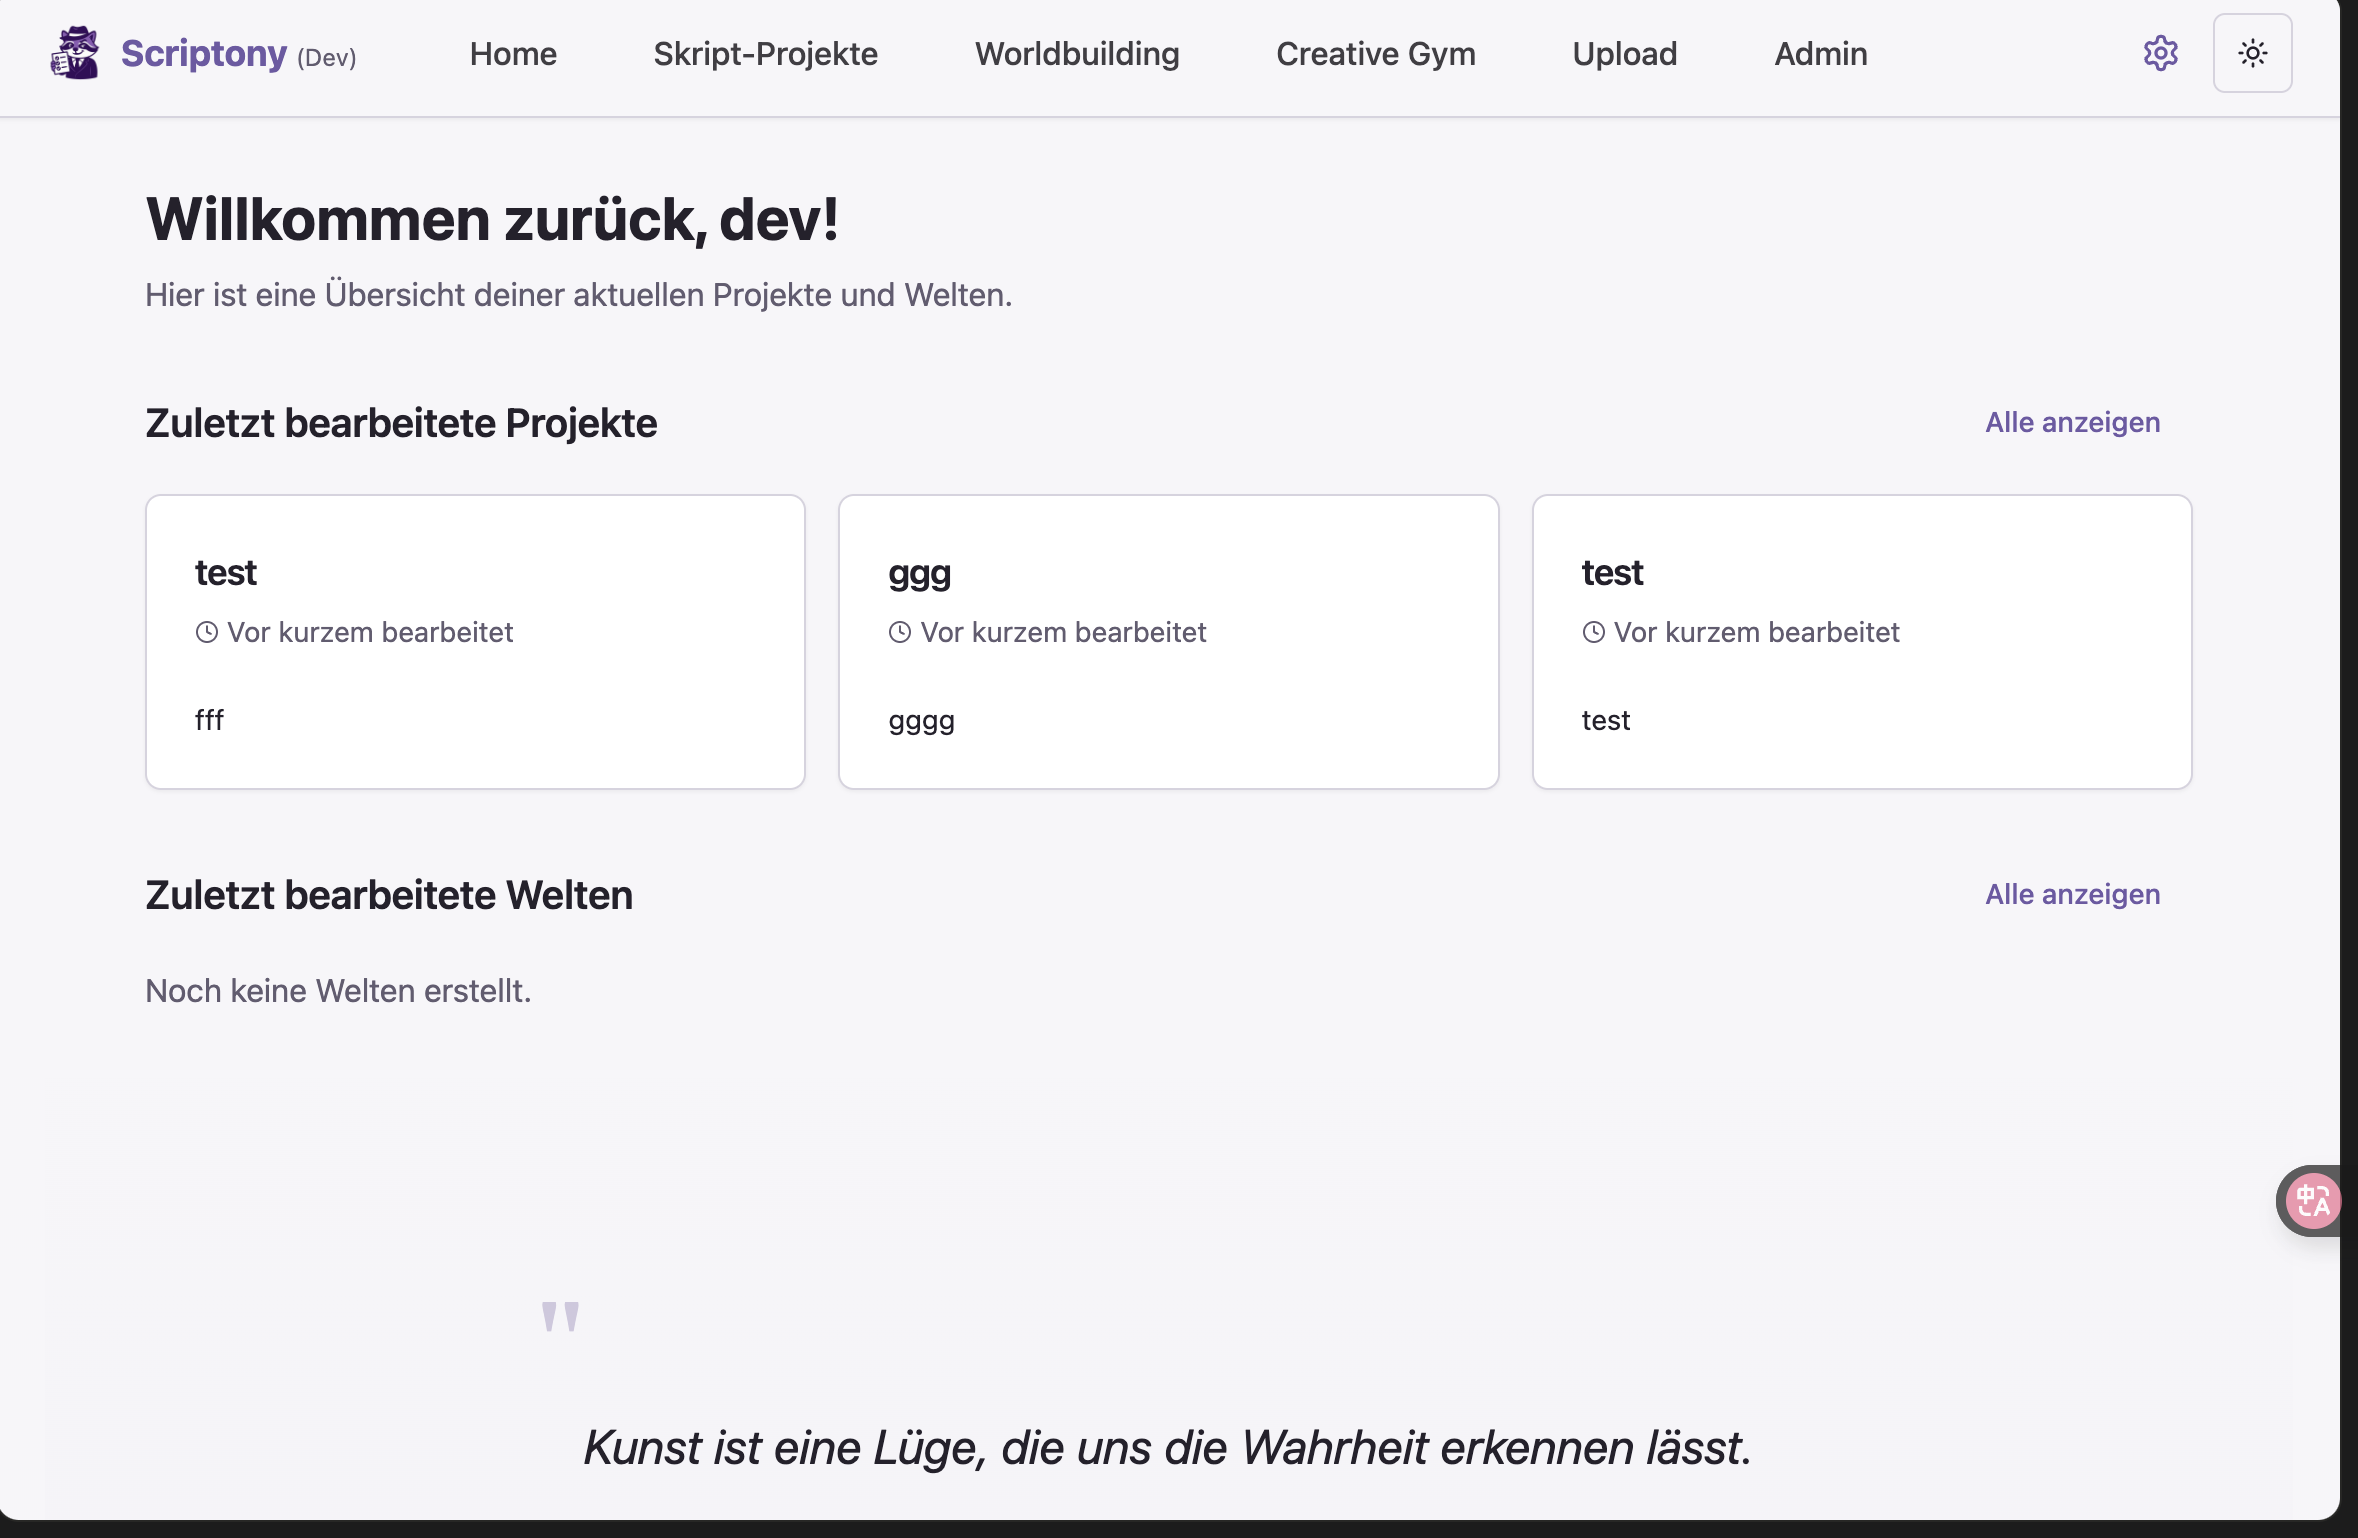 Scriptony (Dev)
Home
Skript-Projekte
Worldbuilding
Creative Gym
Upload
Admin
Willkommen zurück, dev!
Hier ist eine Übersicht deiner aktuellen Projekte und Welten.
Zuletzt bearbeitete Projekte
Alle anzeigen
test
Vor kurzem bearbeitet
fff
ggg
Vor kurzem bearbeitet
gggg
test
Vor kurzem bearbeitet
test
Zuletzt bearbeitete Welten
Alle anzeigen
Noch keine Welten erstellt.
中A
"
Kunst ist eine Lüge, die uns die Wahrheit erkennen lässt.